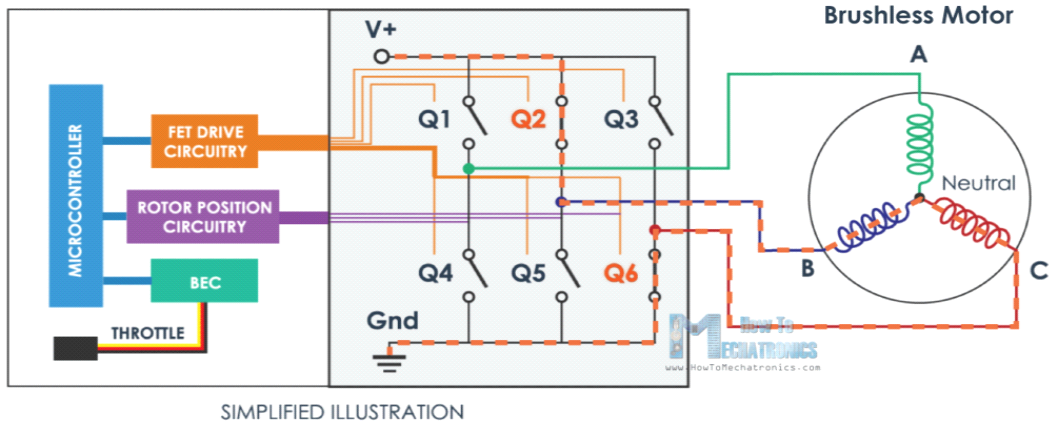 Brushless Motor
V+
A
Q1
Q2
Q3
MICROCONTROLLER
FET DRIVE
CIRCUITRY
Neutral
ROTOR POSITION
CIRCUITRY
B
C
Q4
Q5
Q6
BEC
Gnd
THROTTLE
How To
MECHATRONICS
www.HowToMechatronics.com
SIMPLIFIED ILLUSTRATION